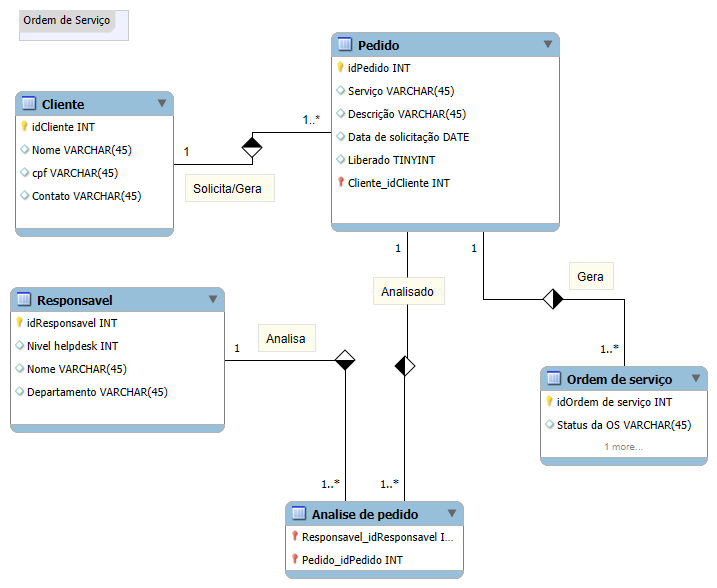 Ordem de Serviço
Pedido
idPedido INT
Serviço VARCHAR(45)
Descrição VARCHAR(45)
Data de solicitação DATE
Liberado TINYINT
Cliente_idCliente INT
Cliente
idCliente INT
Nome VARCHAR(45)
cpf VARCHAR(45)
Contato VARCHAR(45)
1
1..*
Solicita/Gera
1
1
Analisado
Gera
1..*
Responsavel
idResponsavel INT
Nivel helpdesk INT
Nome VARCHAR(45)
Departamento VARCHAR(45)
1
Analisa
1..*
1..*
Ordem de serviço
idOrdem de serviço INT
Status da OS VARCHAR(45)
1 more...
Analise de pedido
Responsavel_idResponsavel I...
Pedido_idPedido INT